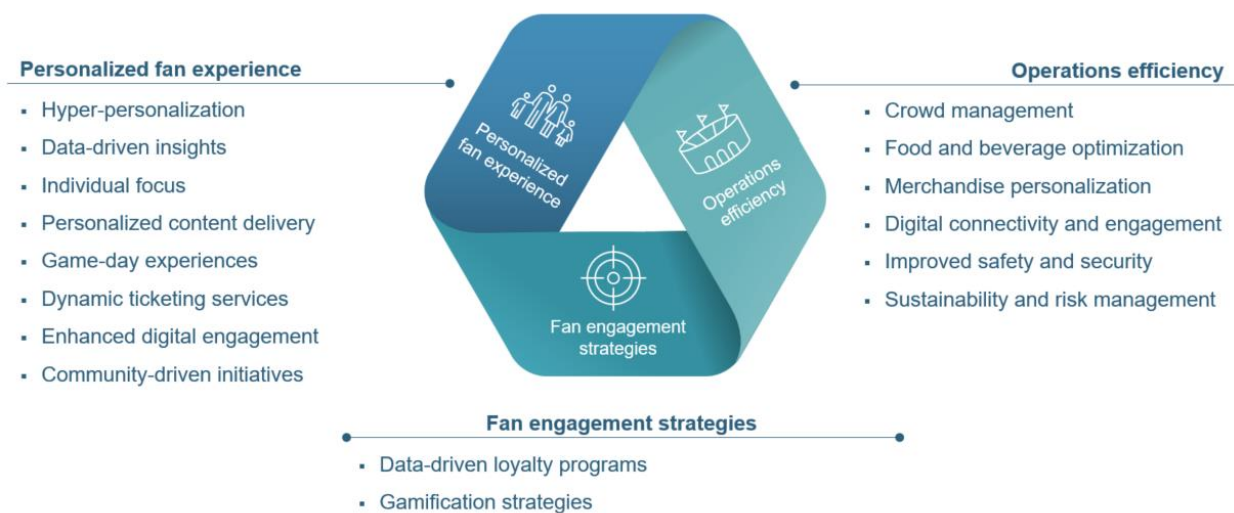 Personalized fan experience
▪ Hyper-personalization
▪ Data-driven insights
▪ Individual focus
▪ Personalized content delivery
▪ Game-day experiences
▪ Dynamic ticketing services
▪ Enhanced digital engagement
▪ Community-driven initiatives
Personalized
fan experience
Operations
efficiency
Fan engagement
strategies
Operations efficiency
▪ Crowd management
▪ Food and beverage optimization
▪ Merchandise personalization
▪ Digital connectivity and engagement
▪ Improved safety and security
▪ Sustainability and risk management
Fan engagement strategies
▪ Data-driven loyalty programs
▪ Gamification strategies